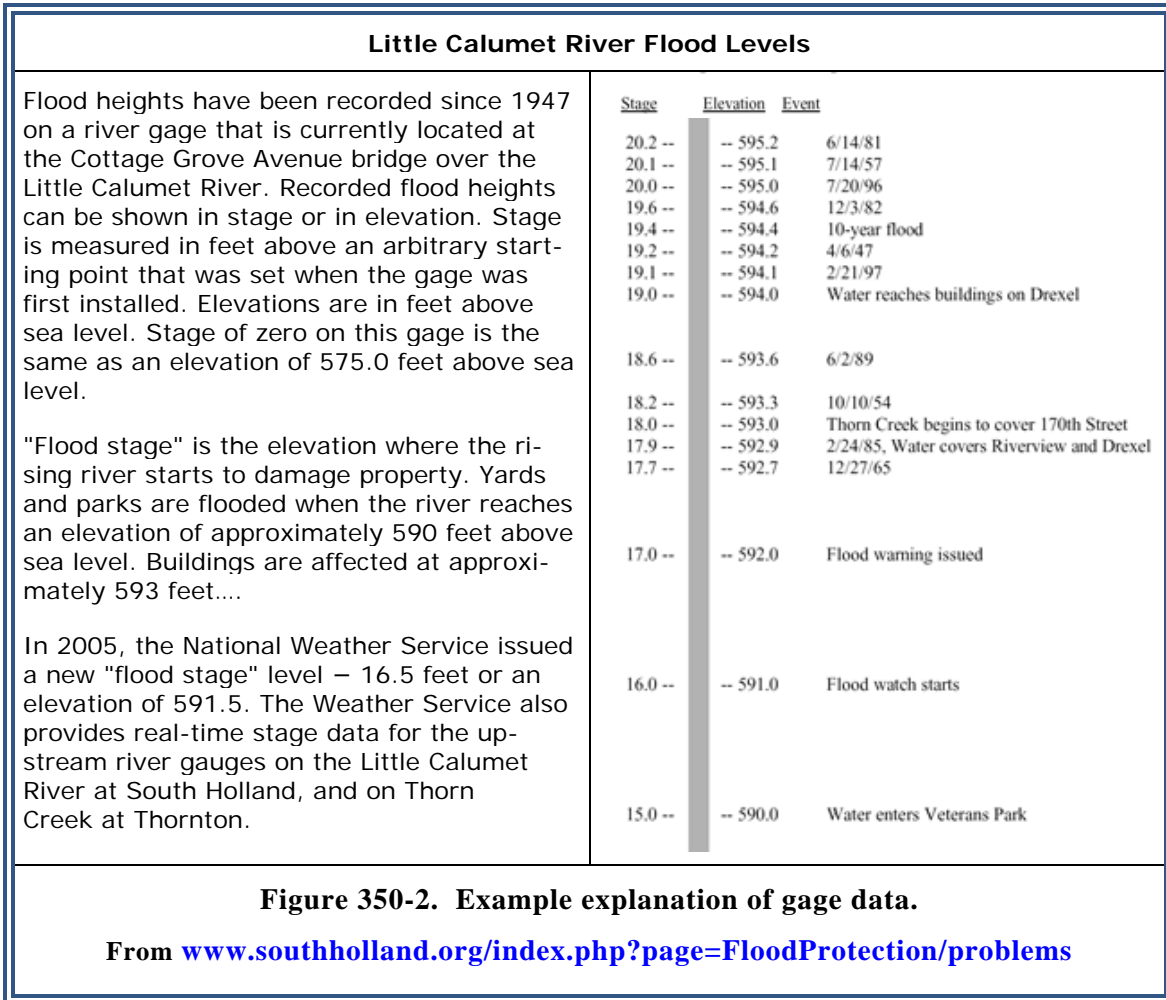 Little Calumet River Flood Levels
Flood heights have been recorded since 1947
on a river gage that is currently located at
the Cottage Grove Avenue bridge over the
Little Calumet River. Recorded flood heights
can be shown in stage or in elevation. Stage
is measured in feet above an arbitrary start-
ing point that was set when the gage was
first installed. Elevations are in feet above
sea level. Stage of zero on this gage is the
same as an elevation of 575.0 feet above sea
level.
"Flood stage" is the elevation where the ri-
sing river starts to damage property. Yards
and parks are flooded when the river reaches
an elevation of approximately 590 feet above
sea level. Buildings are affected at approxi-
mately 593 feet....
In 2005, the National Weather Service issued
a new "flood stage" level – 16.5 feet or an
elevation of 591.5. The Weather Service also
provides real-time stage data for the up-
stream river gauges on the Little Calumet
River at South Holland, and on Thorn
Creek at Thornton.
Stage Elevation Event
20.2 -- -- 595.2 6/14/81
20.1 -- -- 595.1 7/14/57
20.0 -- -- 595.0 7/20/96
19.6 -- -- 594.6 12/3/82
19.4 -- -- 594.4 10-year flood
19.2 -- -- 594.2 4/6/47
19.1 -- -- 594.1 2/21/97
19.0 -- -- 594.0 Water reaches buildings on Drexel
18.6 -- -- 593.6 6/2/89
18.2 -- -- 593.3 10/10/54
18.0 -- -- 593.0 Thorn Creek begins to cover 170th Street
17.9 -- -- 592.9 2/24/85, Water covers Riverview and Drexel
17.7 -- -- 592.7 12/27/65
17.0 -- -- 592.0 Flood warning issued
16.0 -- -- 591.0 Flood watch starts
15.0 -- -- 590.0 Water enters Veterans Park
Figure 350-2. Example explanation of gage data.
From www.southholland.org/index.php?page=FloodProtection/problems